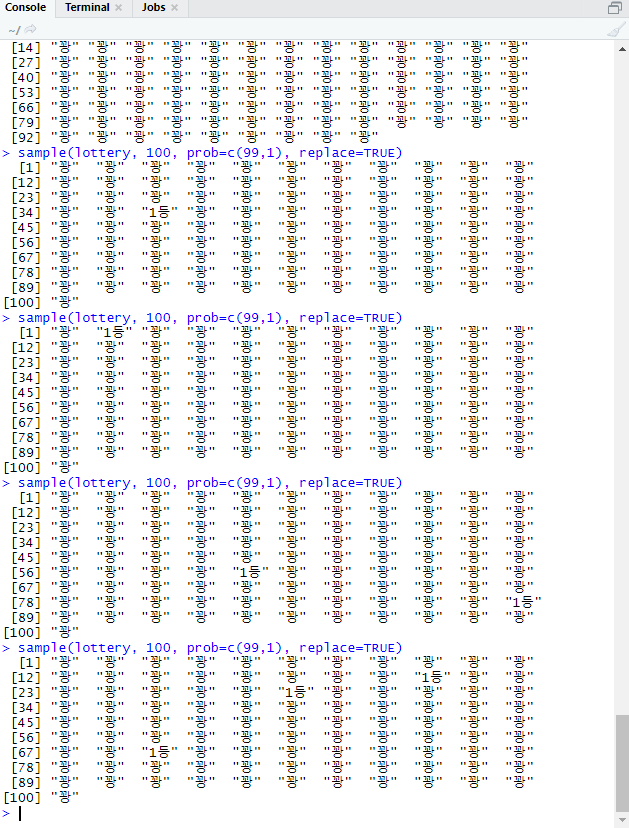 Console Terminal × Jobs ×
~/
[14] "꽝" "꽝" "꽝" "꽝" "꽝" "꽝" "꽝" "꽝" "꽝" "꽝" "꽝" "꽝" "꽝"
[27] "꽝" "꽝" "꽝" "꽝" "꽝" "꽝" "꽝" "꽝" "꽝" "꽝" "꽝" "꽝" "꽝"
[40] "꽝" "꽝" "꽝" "꽝" "꽝" "꽝" "꽝" "꽝" "꽝" "꽝" "꽝" "꽝" "꽝"
[53] "꽝" "꽝" "꽝" "꽝" "꽝" "꽝" "꽝" "꽝" "꽝" "꽝" "꽝" "꽝" "꽝"
[66] "꽝" "꽝" "꽝" "꽝" "꽝" "꽝" "꽝" "꽝" "꽝" "꽝" "꽝" "꽝" "꽝"
[79] "꽝" "꽝" "꽝" "꽝" "꽝" "꽝" "꽝" "꽝" "꽝" "꽝" "꽝" "꽝" "꽝"
[92] "꽝" "꽝" "꽝" "꽝" "꽝" "꽝" "꽝" "꽝" "꽝"
> sample(lottery, 100, prob=c(99,1), replace=TRUE)
[1] "꽝" "꽝" "꽝" "꽝" "꽝" "꽝" "꽝" "꽝" "꽝" "꽝" "꽝"
[12] "꽝" "꽝" "꽝" "꽝" "꽝" "꽝" "꽝" "꽝" "꽝" "꽝" "꽝"
[23] "꽝" "꽝" "꽝" "꽝" "꽝" "꽝" "꽝" "꽝" "꽝" "꽝" "꽝"
[34] "꽝" "꽝" "1등" "꽝" "꽝" "꽝" "꽝" "꽝" "꽝" "꽝" "꽝"
[45] "꽝" "꽝" "꽝" "꽝" "꽝" "꽝" "꽝" "꽝" "꽝" "꽝" "꽝"
[56] "꽝" "꽝" "꽝" "꽝" "꽝" "꽝" "꽝" "꽝" "꽝" "꽝" "꽝"
[67] "꽝" "꽝" "꽝" "꽝" "꽝" "꽝" "꽝" "꽝" "꽝" "꽝" "꽝"
[78] "꽝" "꽝" "꽝" "꽝" "꽝" "꽝" "꽝" "꽝" "꽝" "꽝" "꽝"
[89] "꽝" "꽝" "꽝" "꽝" "꽝" "꽝" "꽝" "꽝" "꽝" "꽝" "꽝"
[100] "꽝"
> sample(lottery, 100, prob=c(99,1), replace=TRUE)
[1] "꽝" "1등" "꽝" "꽝" "꽝" "꽝" "꽝" "꽝" "꽝" "꽝" "꽝"
[12] "꽝" "꽝" "꽝" "꽝" "꽝" "꽝" "꽝" "꽝" "꽝" "꽝" "꽝"
[23] "꽝" "꽝" "꽝" "꽝" "꽝" "꽝" "꽝" "꽝" "꽝" "꽝" "꽝"
[34] "꽝" "꽝" "꽝" "꽝" "꽝" "꽝" "꽝" "꽝" "꽝" "꽝" "꽝"
[45] "꽝" "꽝" "꽝" "꽝" "꽝" "꽝" "꽝" "꽝" "꽝" "꽝" "꽝"
[56] "꽝" "꽝" "꽝" "꽝" "꽝" "꽝" "꽝" "꽝" "꽝" "꽝" "꽝"
[67] "꽝" "꽝" "꽝" "꽝" "꽝" "꽝" "꽝" "꽝" "꽝" "꽝" "꽝"
[78] "꽝" "꽝" "꽝" "꽝" "꽝" "꽝" "꽝" "꽝" "꽝" "꽝" "꽝"
[89] "꽝" "꽝" "꽝" "꽝" "꽝" "꽝" "꽝" "꽝" "꽝" "꽝" "꽝"
[100] "꽝"
> sample(lottery, 100, prob=c(99,1), replace=TRUE)
[1] "꽝" "꽝" "꽝" "꽝" "꽝" "꽝" "꽝" "꽝" "꽝" "꽝" "꽝"
[12] "꽝" "꽝" "꽝" "꽝" "꽝" "꽝" "꽝" "꽝" "꽝" "꽝" "꽝"
[23] "꽝" "꽝" "꽝" "꽝" "꽝" "꽝" "꽝" "꽝" "꽝" "꽝" "꽝"
[34] "꽝" "꽝" "꽝" "꽝" "꽝" "꽝" "꽝" "꽝" "꽝" "꽝" "꽝"
[45] "꽝" "꽝" "꽝" "꽝" "꽝" "꽝" "꽝" "꽝" "꽝" "꽝" "꽝"
[56] "꽝" "꽝" "꽝" "꽝" "1등" "꽝" "꽝" "꽝" "꽝" "꽝" "꽝"
[67] "꽝" "꽝" "꽝" "꽝" "꽝" "꽝" "꽝" "꽝" "꽝" "꽝" "꽝"
[78] "꽝" "꽝" "꽝" "꽝" "꽝" "꽝" "꽝" "꽝" "꽝" "꽝" "1등"
[89] "꽝" "꽝" "꽝" "꽝" "꽝" "꽝" "꽝" "꽝" "꽝" "꽝" "꽝"
[100] "꽝"
> sample(lottery, 100, prob=c(99,1), replace=TRUE)
[1] "꽝" "꽝" "꽝" "꽝" "꽝" "꽝" "꽝" "꽝" "꽝" "꽝" "꽝"
[12] "꽝" "꽝" "꽝" "꽝" "꽝" "꽝" "꽝" "꽝" "1등" "꽝" "꽝"
[23] "꽝" "꽝" "꽝" "꽝" "꽝" "1등" "꽝" "꽝" "꽝" "꽝" "꽝"
[34] "꽝" "꽝" "꽝" "꽝" "꽝" "꽝" "꽝" "꽝" "꽝" "꽝" "꽝"
[45] "꽝" "꽝" "꽝" "꽝" "꽝" "꽝" "꽝" "꽝" "꽝" "꽝" "꽝"
[56] "꽝" "꽝" "꽝" "꽝" "꽝" "꽝" "꽝" "꽝" "꽝" "꽝" "꽝"
[67] "꽝" "꽝" "1등" "꽝" "꽝" "꽝" "꽝" "꽝" "꽝" "꽝" "꽝"
[78] "꽝" "꽝" "꽝" "꽝" "꽝" "꽝" "꽝" "꽝" "꽝" "꽝" "꽝"
[89] "꽝" "꽝" "꽝" "꽝" "꽝" "꽝" "꽝" "꽝" "꽝" "꽝" "꽝"
[100] "꽝"
>